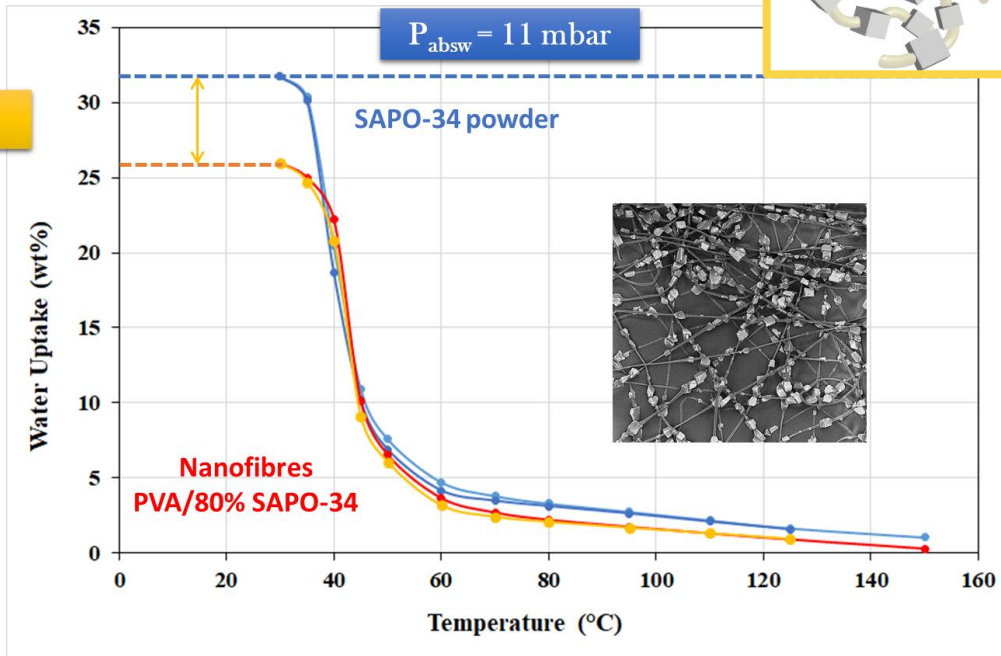 P_absw = 11 mbar
35
30
25
20
15
10
5
0
Water Uptake (wt%)
SAPO-34 powder
Nanofibres
PVA/80% SAPO-34
0 20 40 60 80 100 120 140 160
Temperature (°C)